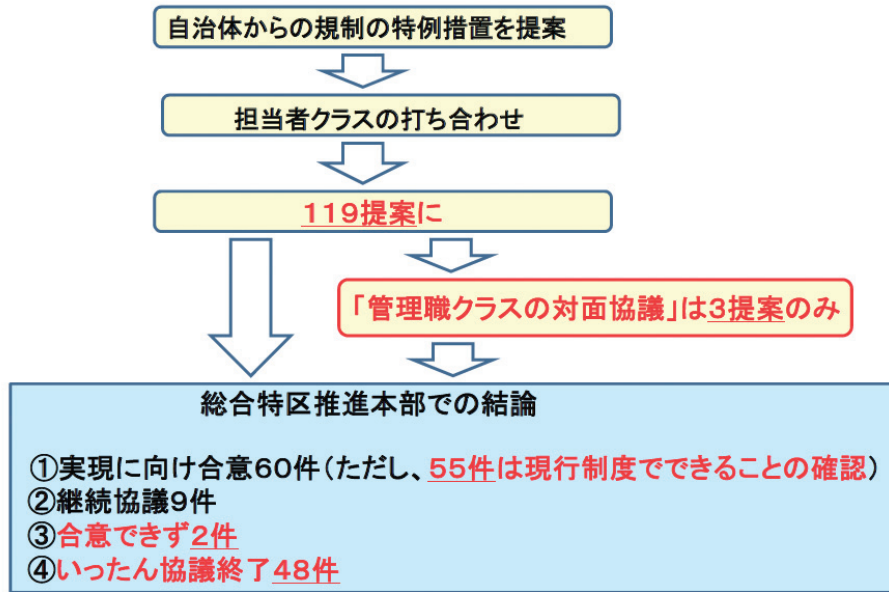 自治体からの規制の特例措置を提案
担当者クラスの打ち合わせ
119提案に
「管理職クラスの対面協議」は3提案のみ
総合特区推進本部での結論
①実現に向け合意60件(ただし、55件は現行制度でできることの確認)
②継続協議9件
③合意できず2件
④いったん協議終了48件